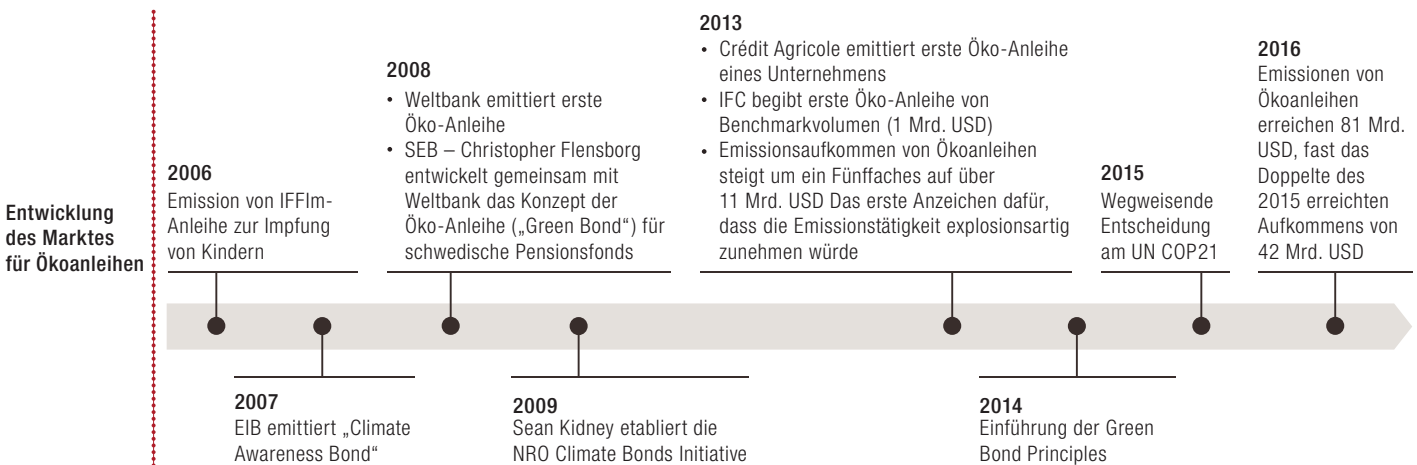 Entwicklung
des Marktes
für Ökoanleihen
2006
Emission von IFFIm-
Anleihe zur Impfung
von Kindern
2007
EIB emittiert „Climate
Awareness Bond“
2008
• Weltbank emittiert erste
Öko-Anleihe
• SEB – Christopher Flensborg
entwickelt gemeinsam mit
Weltbank das Konzept der
Öko-Anleihe („Green Bond“) für
schwedische Pensionsfonds
2009
Sean Kidney etabliert die
NRO Climate Bonds Initiative
2013
• Crédit Agricole emittiert erste Öko-Anleihe
eines Unternehmens
• IFC begibt erste Öko-Anleihe von
Benchmarkvolumen (1 Mrd. USD)
• Emissionsaufkommen von Ökoanleihen
steigt um ein Fünffaches auf über
11 Mrd. USD Das erste Anzeichen dafür,
dass die Emissionstätigkeit explosionsartig
zunehmen würde
2014
Einführung der Green
Bond Principles
2015
Wegweisende
Entscheidung
am UN COP21
2016
Emissionen von
Ökoanleihen
erreichen 81 Mrd.
USD, fast das
Doppelte des
2015 erreichten
Aufkommens von
42 Mrd. USD